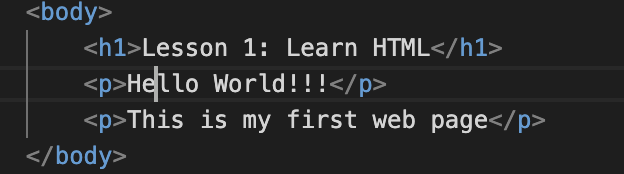 <body>
<h1>Lesson 1: Learn HTML</h1>
<p>Hello World!!!</p>
<p>This is my first web page</p>
</body>